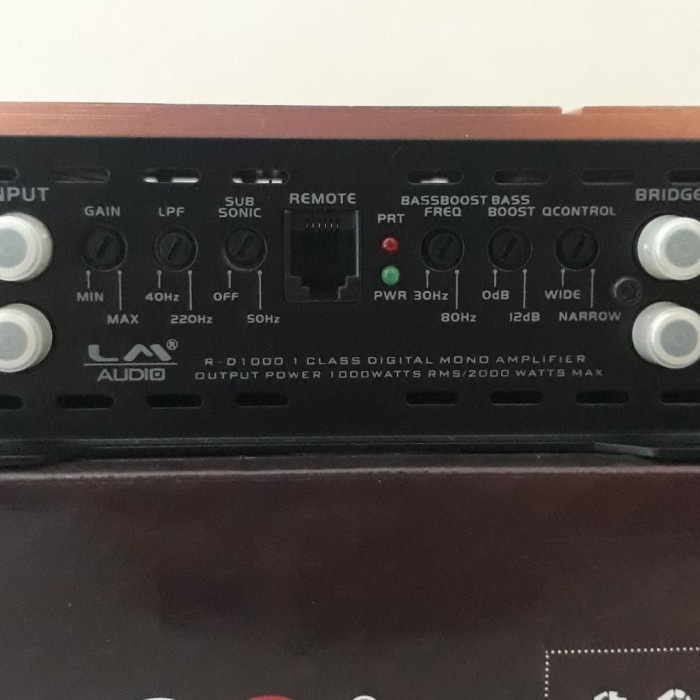 INPUT
GAIN
LPF
SUB
SONIC
REMOTE
PRT
BASSBOOST
FREQ
BASS
BOOST
QCONTROL
BRIDGE
MIN
MAX
40Hz
220Hz
OFF
50Hz
PWR
30Hz
80Hz
0dB
12dB
WIDE
NARROW
LM®
AUDIO
R-D1000.1 CLASS DIGITAL MONO AMPLIFIER
OUTPUT POWER 1000WATTS RMS/2000 WATTS MAX